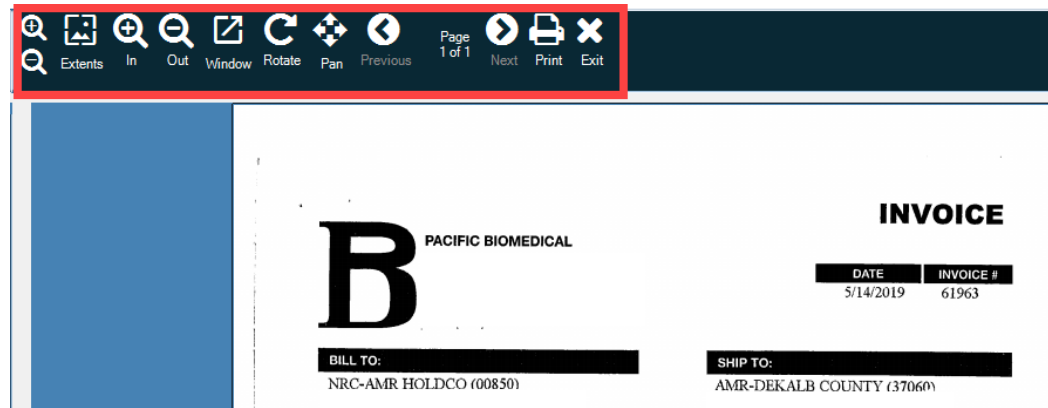 Extents In Out Window Rotate Pan Previous Page 1 of 1 Next Print Exit
INVOICE
B PACIFIC BIOMEDICAL
DATE INVOICE #
5/14/2019 61963
BILL TO: SHIP TO:
NRC-AMR HOLDCO (00850) AMR-DEKALB COUNTY (37060)